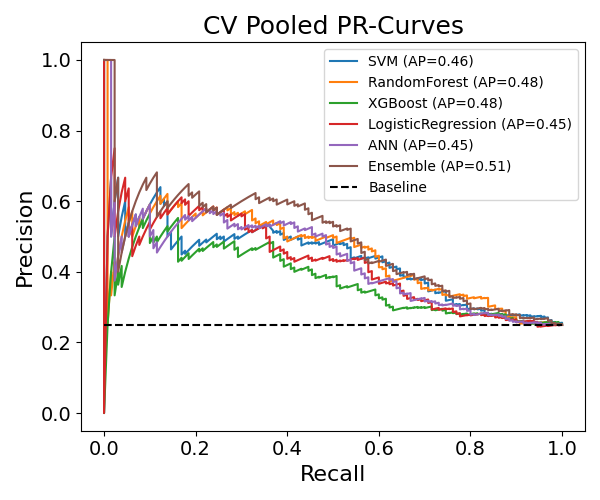 CV Pooled PR-Curves
1.0
0.8
0.6
0.4
0.2
0.0
Precision
SVM (AP=0.46)
RandomForest (AP=0.48)
XGBoost (AP=0.48)
LogisticRegression (AP=0.45)
ANN (AP=0.45)
Ensemble (AP=0.51)
Baseline
0.0 0.2 0.4 0.6 0.8 1.0
Recall